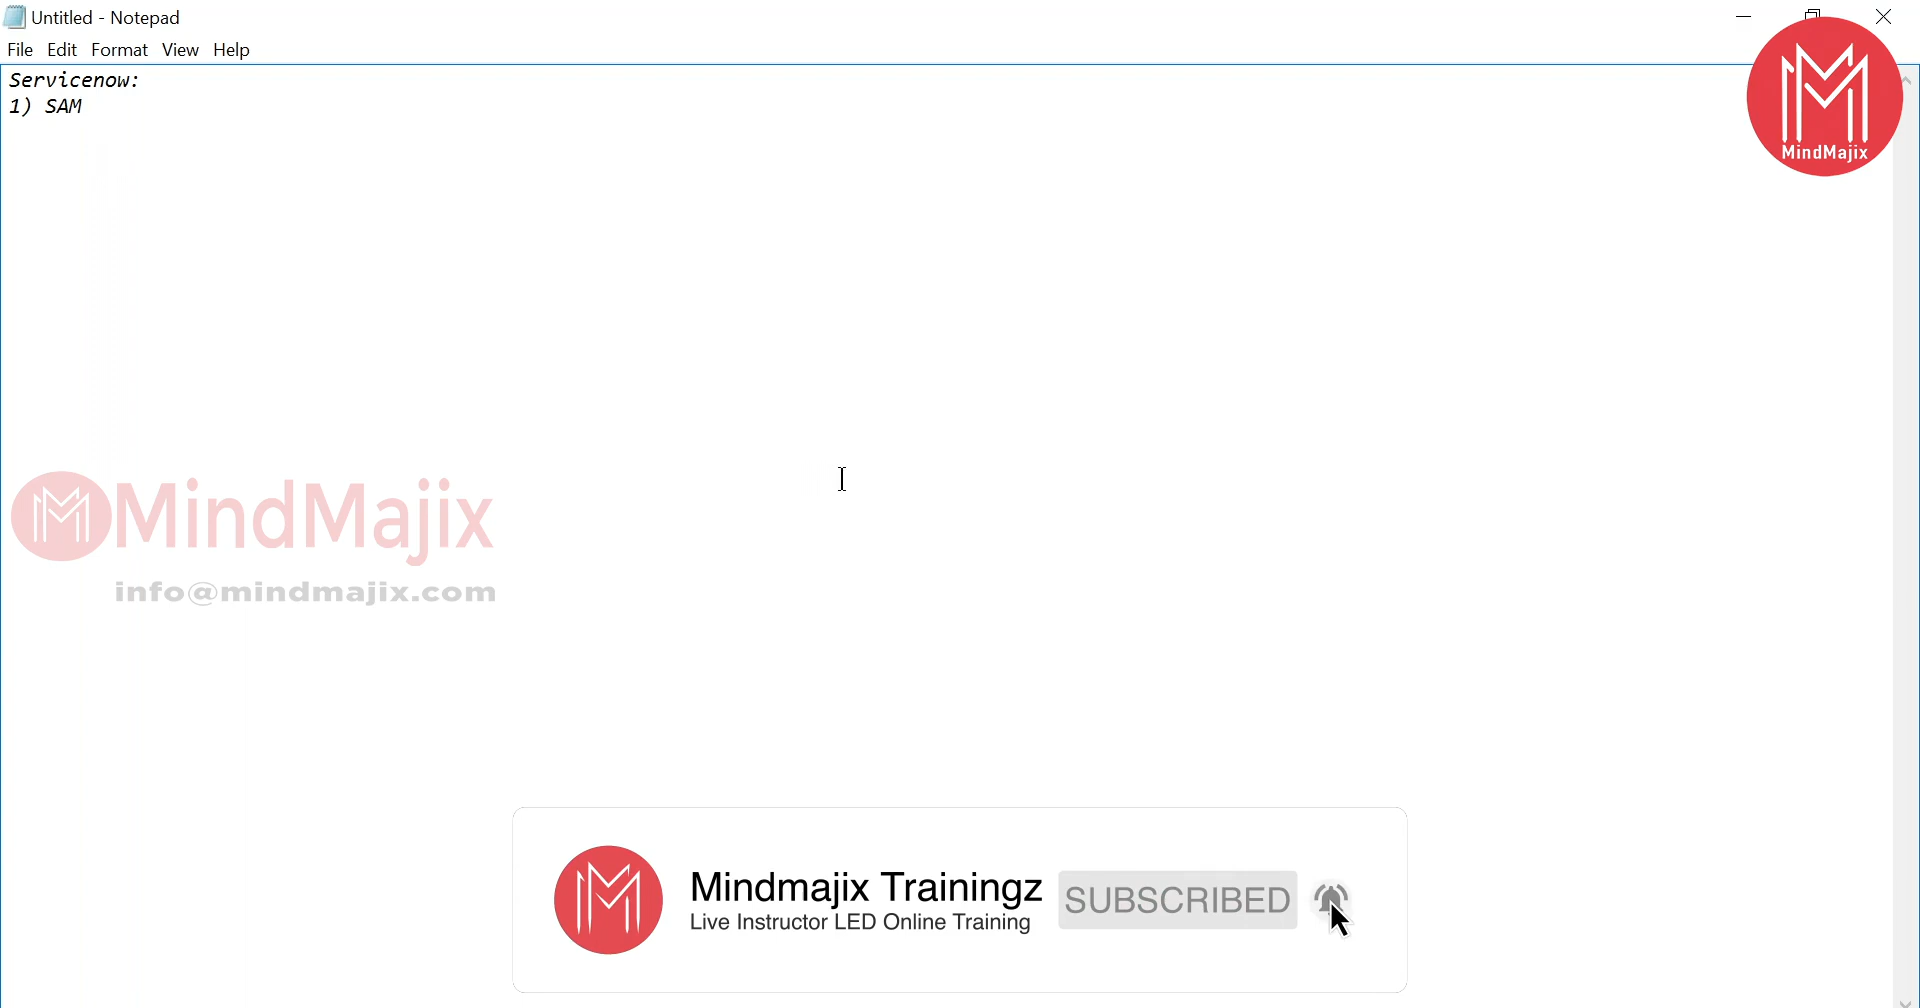 Untitled - Notepad
File Edit Format View Help
Servicenow:
1) SAM
MindMajix
MindMajix
info@mindmajix.com
Mindmajix Trainingz
Live Instructor LED Online Training
SUBSCRIBED